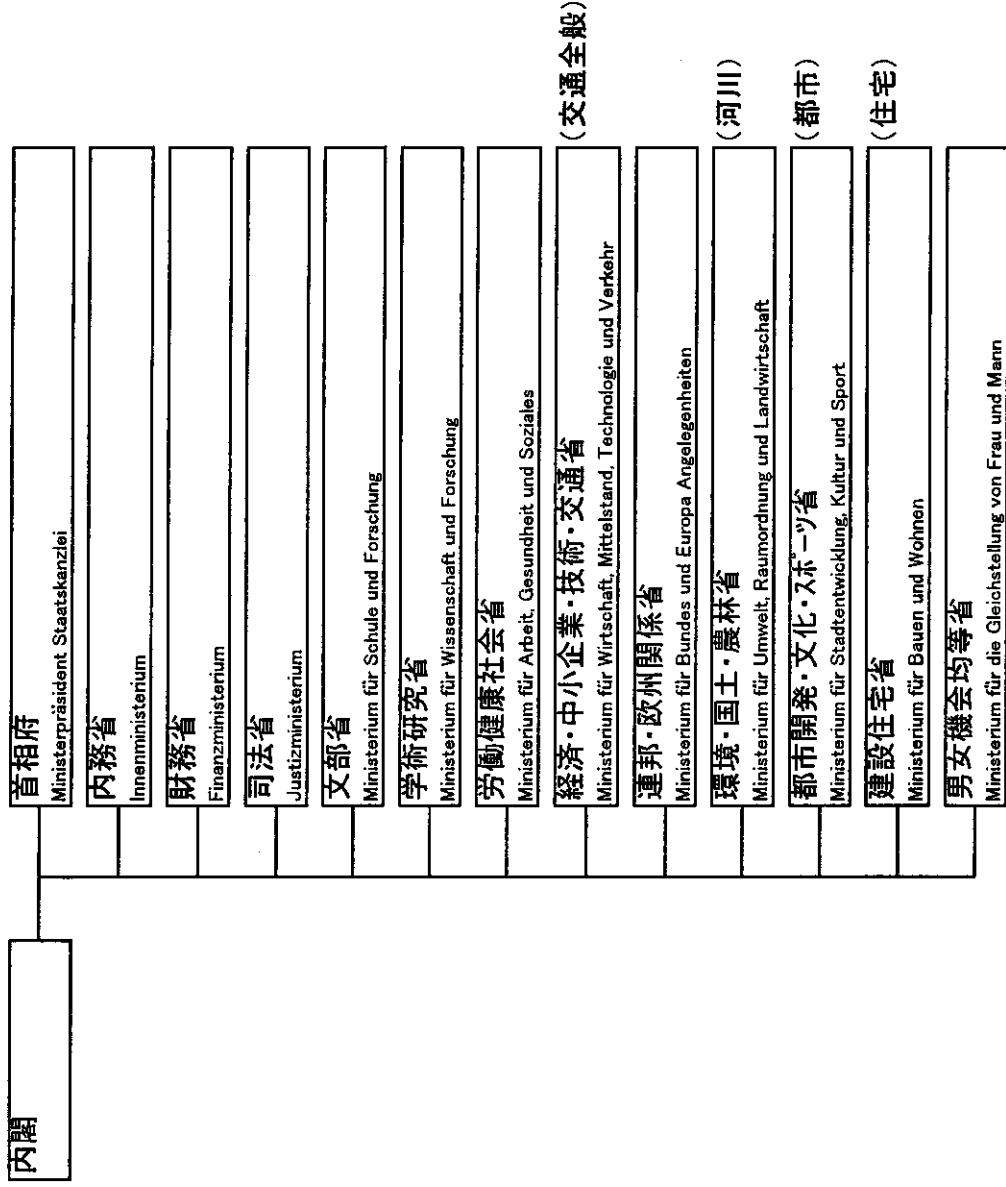 内閣
首相府
Ministerpräsident Staatskanzlei
内務省
Innenministerium
財務省
Finanzministerium
司法省
Justizministerium
文部省
Ministerium für Schule und Forschung
学術研究省
Ministerium für Wissenschaft und Forschung
労働健康社会省
Ministerium für Arbeit, Gesundheit und Soziales
経済・中小企業・技術・交通省
Ministerium für Wirtschaft, Mittelstand, Technologie und Verkehr
(交通全般)
連邦・欧州関係省
Ministerium für Bundes und Europa Angelegenheiten
環境・国土・農林省
Ministerium für Umwelt, Raumordnung und Landwirtschaft
(河川)
都市開発・文化・スポーツ省
Ministerium für Stadtentwicklung, Kultur und Sport
(都市)
建設住宅省
Ministerium für Bauen und Wohnen
(住宅)
男女機会均等省
Ministerium für die Gleichstellung von Frau und Mann